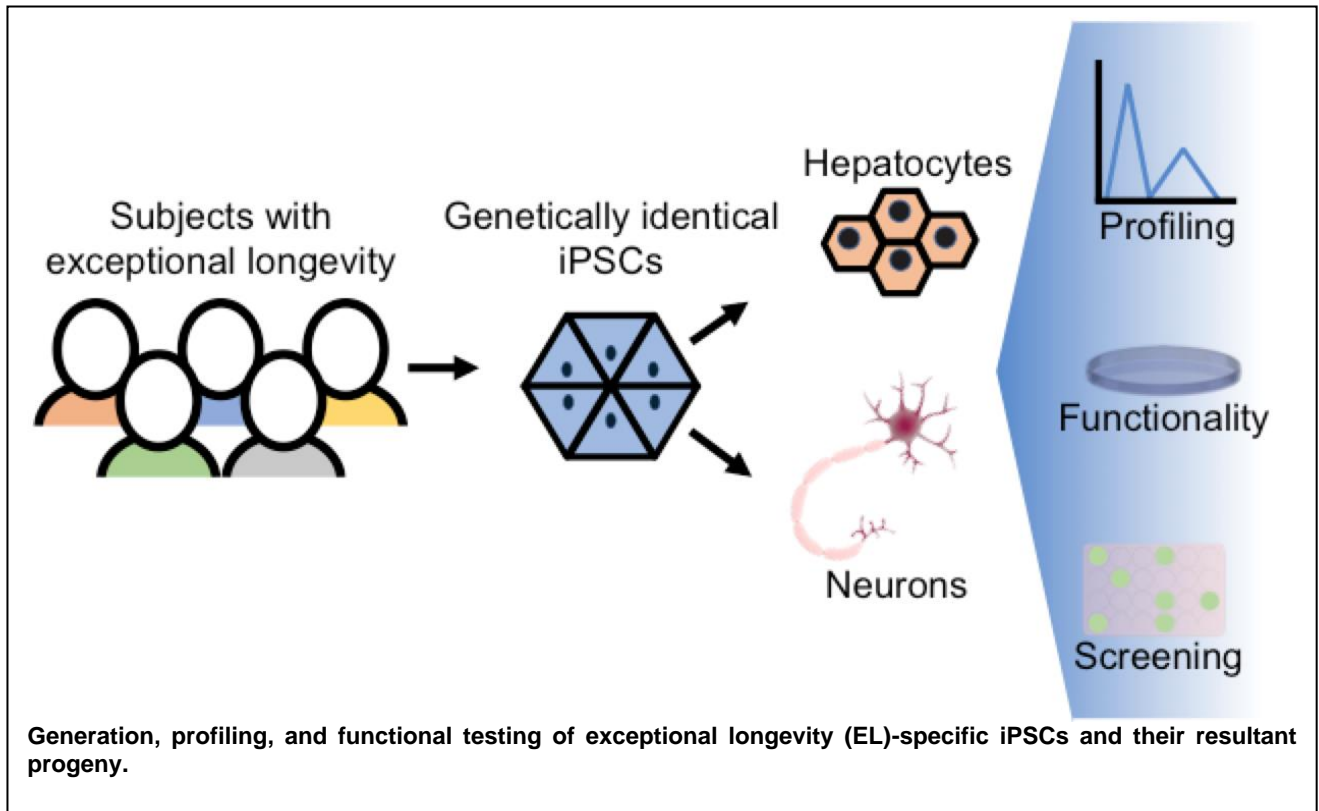 Subjects with
exceptional longevity
Genetically identical
iPSCs
Hepatocytes
Neurons
Profiling
Functionality
Screening
Generation, profiling, and functional testing of exceptional longevity (EL)-specific iPSCs and their resultant
progeny.